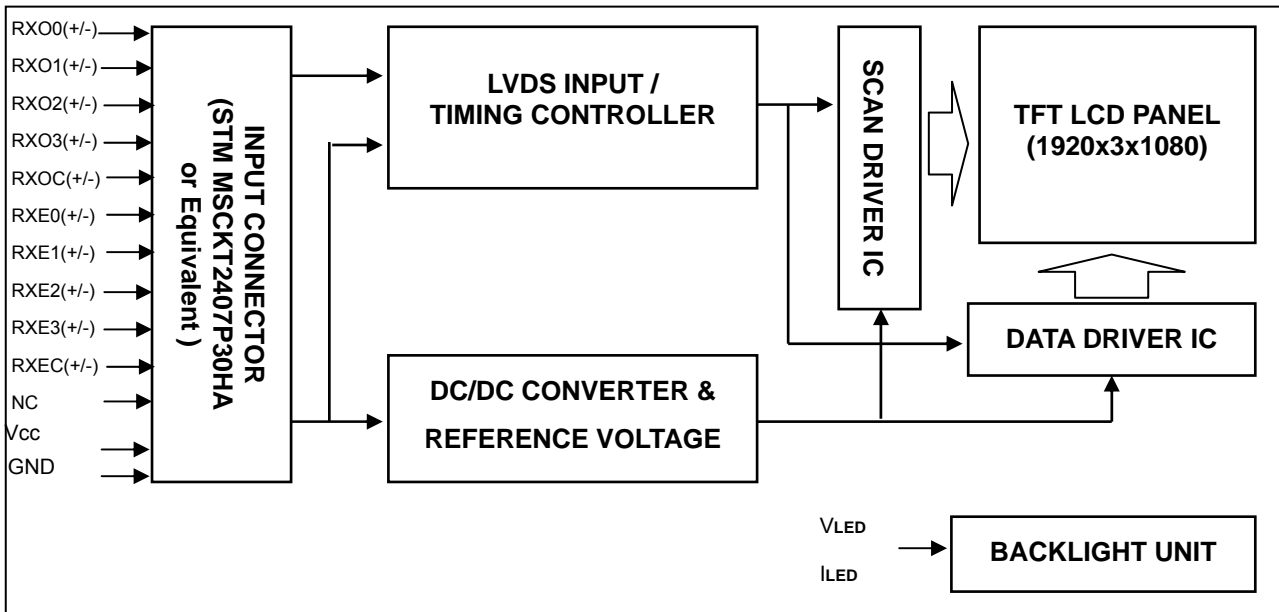 RXO0(+/-)
RXO1(+/-)
RXO2(+/-)
RXO3(+/-)
RXOC(+/-)
RXE0(+/-)
RXE1(+/-)
RXE2(+/-)
RXE3(+/-)
RXEC(+/-)
NC
Vcc
GND
INPUT CONNECTOR
(STM MSCKT2407P30HA
or Equivalent )
LVDS INPUT /
TIMING CONTROLLER
DC/DC CONVERTER &
REFERENCE VOLTAGE
SCAN DRIVER IC
TFT LCD PANEL
(1920x3x1080)
DATA DRIVER IC
VLED
ILED
BACKLIGHT UNIT